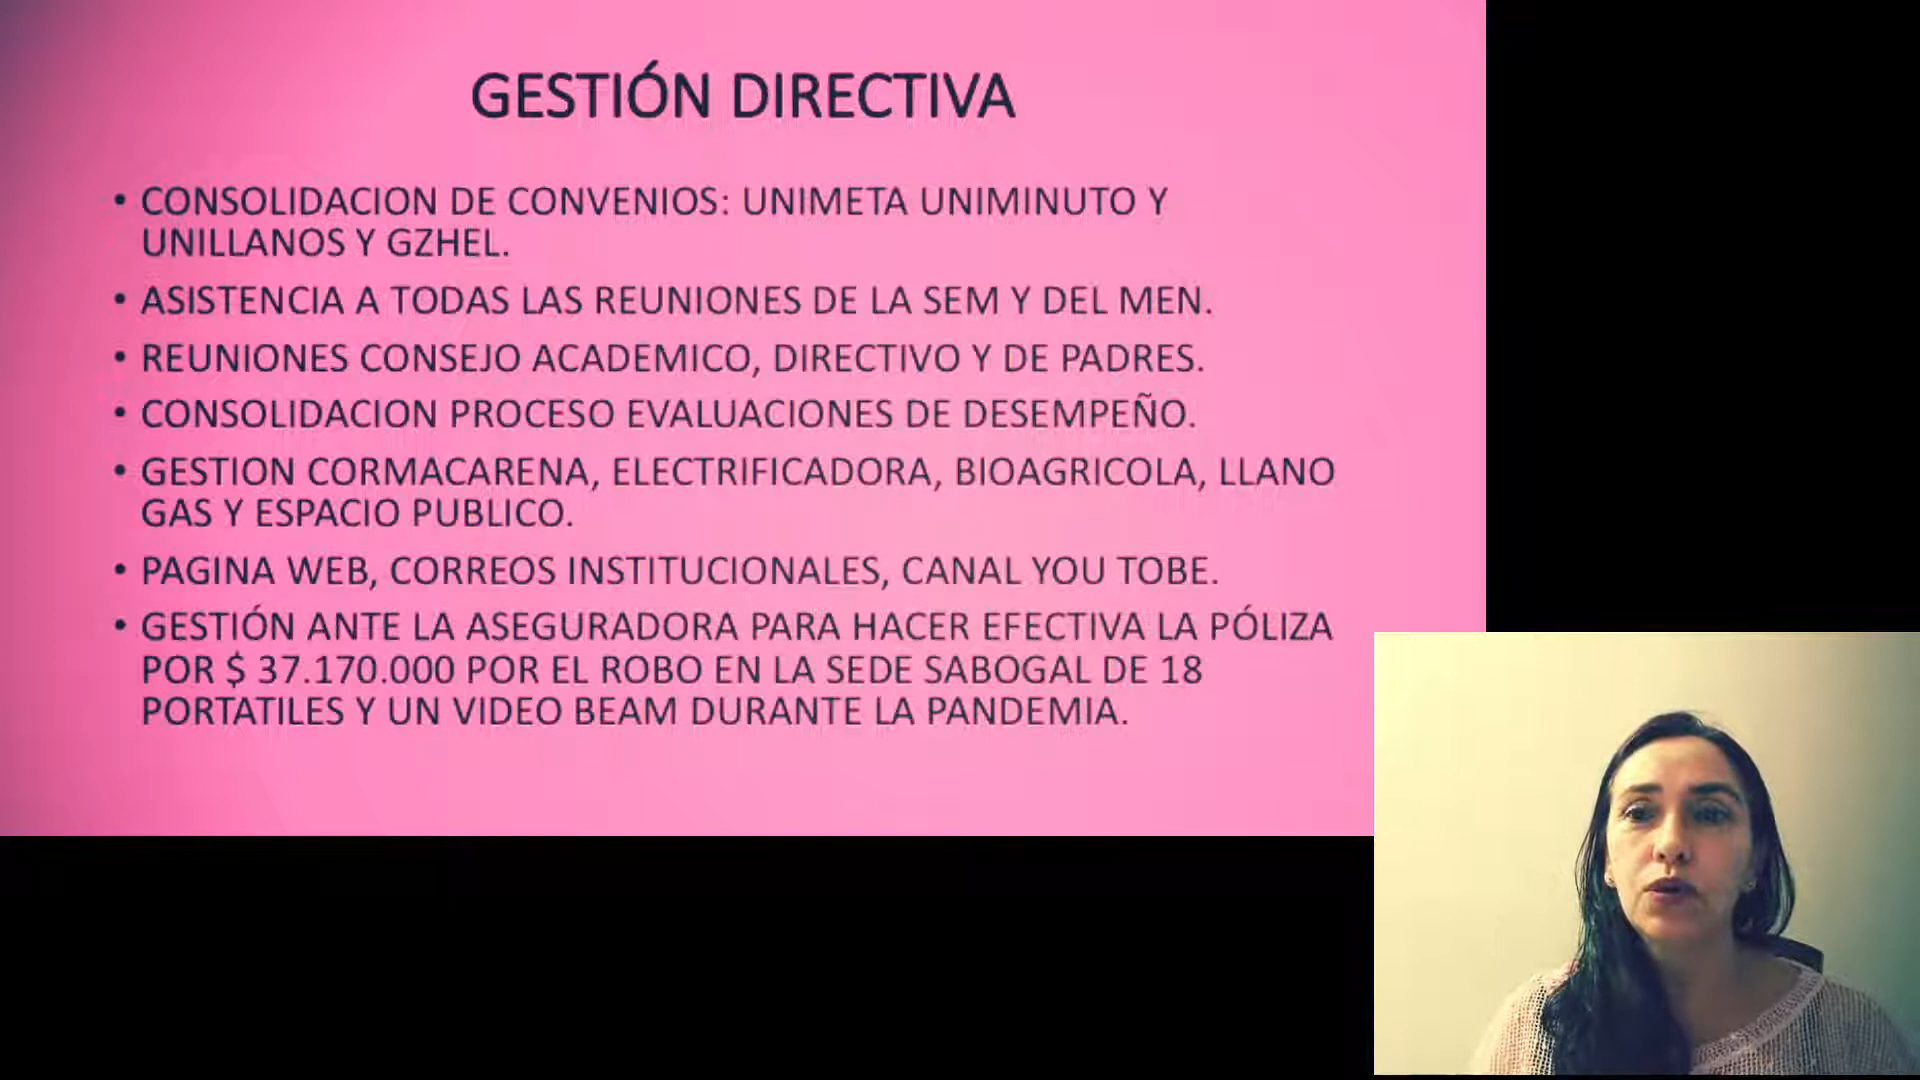 GESTIÓN DIRECTIVA
• CONSOLIDACION DE CONVENIOS: UNIMETA UNIMINUTO Y
UNILLANOS Y GZHEL.
• ASISTENCIA A TODAS LAS REUNIONES DE LA SEM Y DEL MEN.
• REUNIONES CONSEJO ACADEMICO, DIRECTIVO Y DE PADRES.
• CONSOLIDACION PROCESO EVALUACIONES DE DESEMPEÑO.
• GESTION CORMACARENA, ELECTRIFICADORA, BIOAGRICOLA, LLANO
GAS Y ESPACIO PUBLICO.
• PAGINA WEB, CORREOS INSTITUCIONALES, CANAL YOU TOBE.
• GESTIÓN ANTE LA ASEGURADORA PARA HACER EFECTIVA LA PÓLIZA
POR $ 37.170.000 POR EL ROBO EN LA SEDE SABOGAL DE 18
PORTATILES Y UN VIDEO BEAM DURANTE LA PANDEMIA.